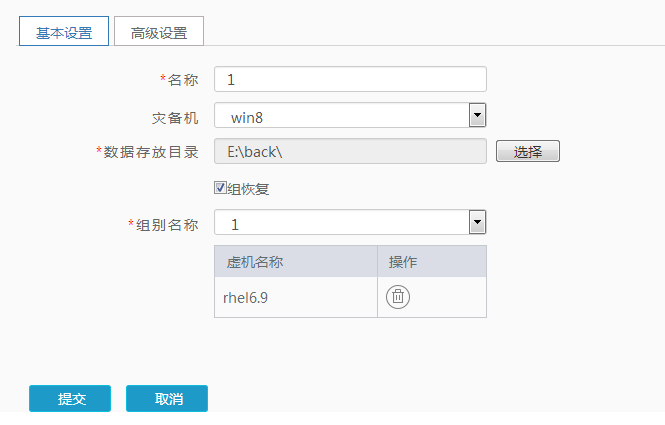 基本设置 高级设置
*名称 1
灾备机 win8
*数据存放目录 E:\back\ 选择
组恢复
*组别名称 1
虚机名称 操作
rhel6.9
提交 取消